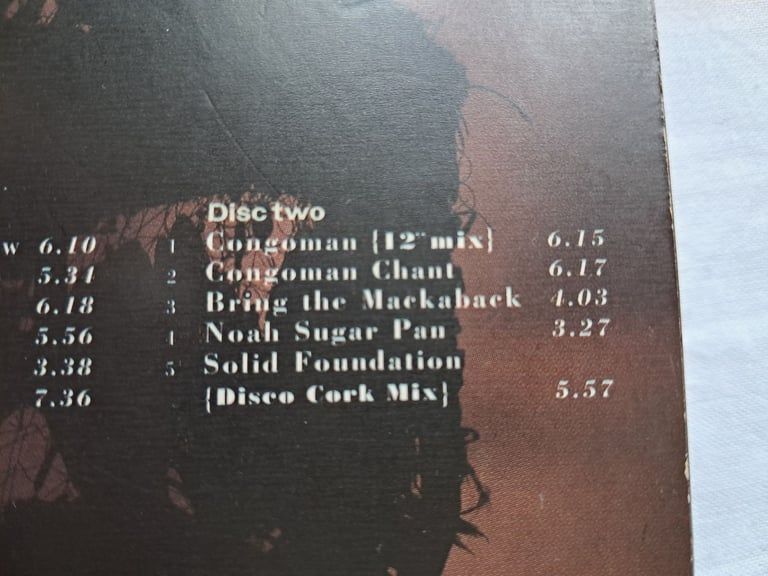 Disc two
w 6.10 1 Congoman {12" mix} 6.15
5.34 2 Congoman Chant 6.17
6.18 3 Bring the Mackaback 4.03
5.56 4 Noah Sugar Pan 3.27
3.38 5 Solid Foundation
7.36 {Disco Cork Mix} 5.57